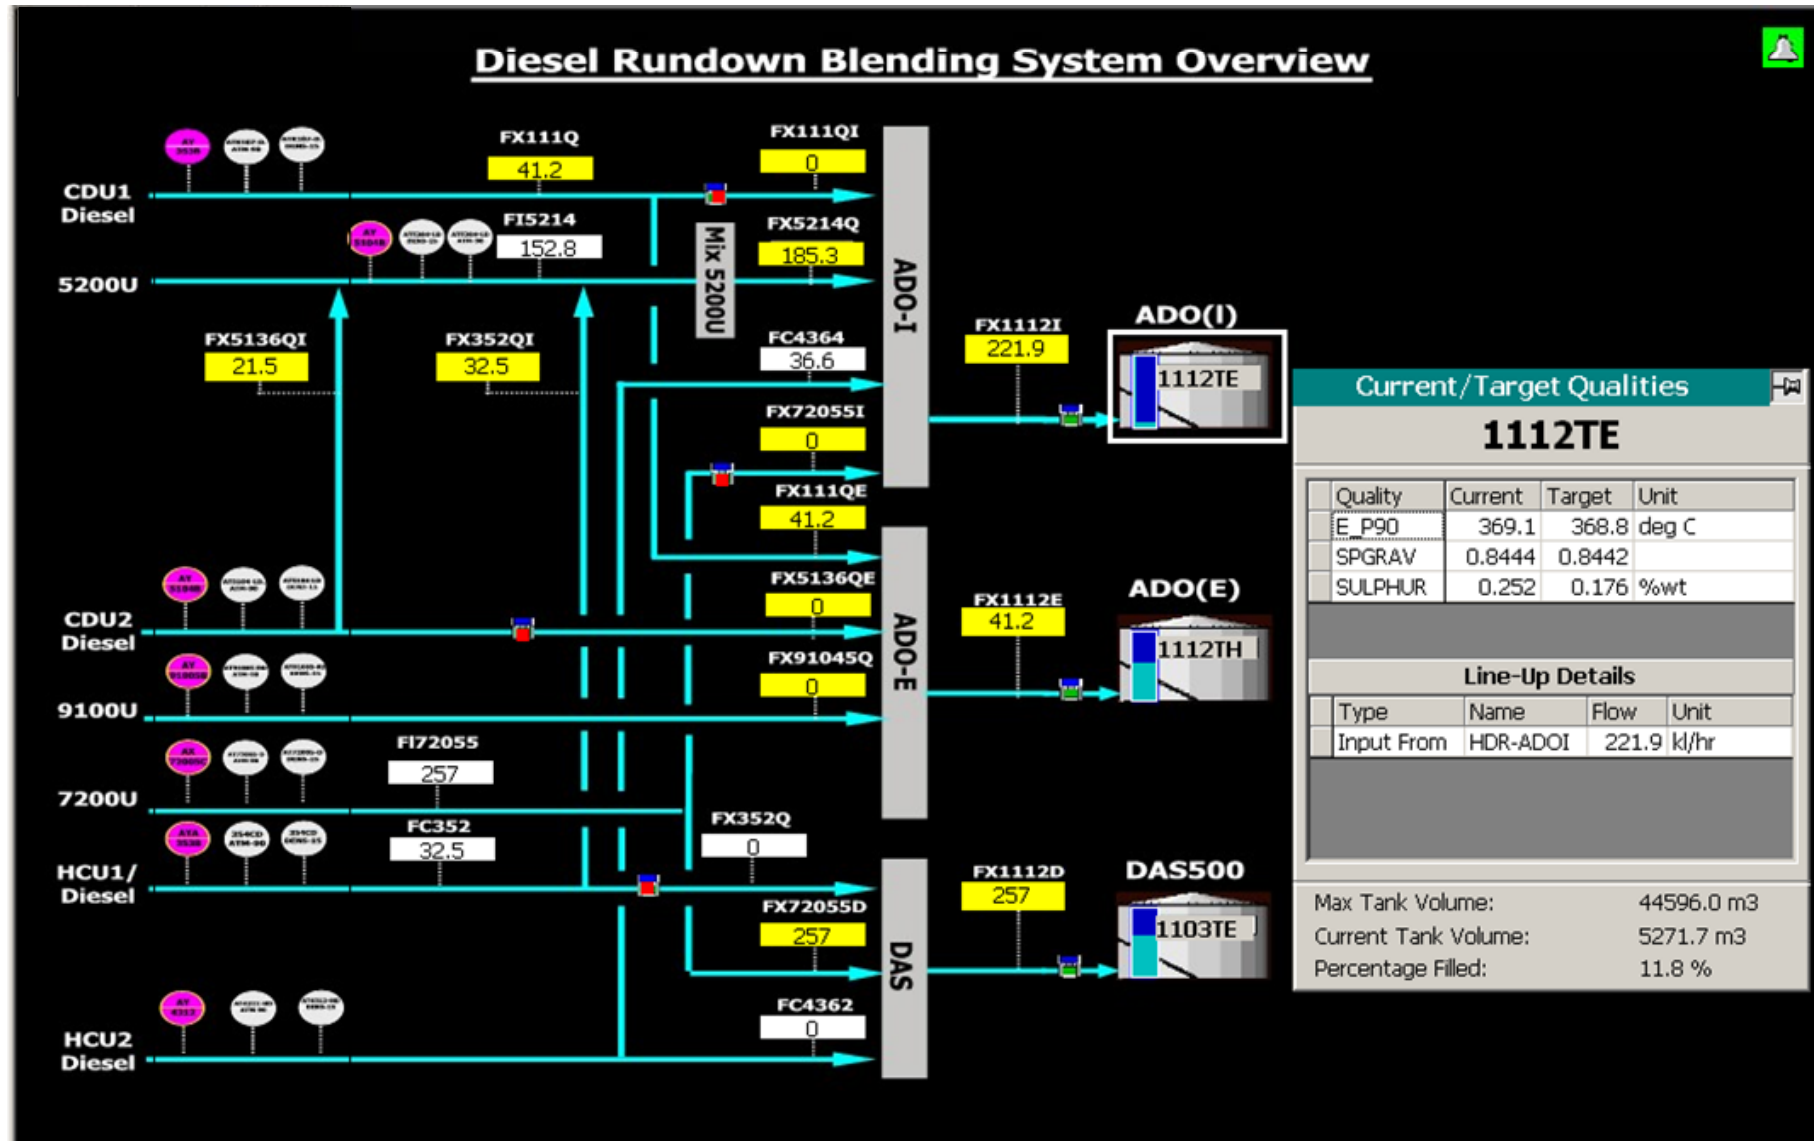 Diesel Rundown Blending System Overview
FX111Q
41.2
FX111QI
0
CDU1
Diesel
FI5214
152.8
FX5214Q
185.3
Mix 5200U
5200U
ADO-I
FX5136QI
21.5
FX352QI
32.5
FC4364
36.6
FX72055I
0
FX1112I
221.9
ADO(I)
1112TE
FX111QE
41.2
FX5136QE
0
CDU2
Diesel
ADO-E
FX91045Q
0
9100U
FX1112E
41.2
ADO(E)
1112TH
FI72055
257
7200U
FC352
32.5
FX352Q
0
HCU1/
Diesel
FX72055D
257
DAS
FX1112D
257
DAS500
1103TE
FC4362
0
HCU2
Diesel
Current/Target Qualities
1112TE
Quality Current Target Unit
E_P90 369.1 368.8 deg C
SPGRAV 0.8444 0.8442
SULPHUR 0.252 0.176 %wt
Line-Up Details
Type Name Flow Unit
Input From HDR-ADOI 221.9 kl/hr
Max Tank Volume: 44596.0 m3
Current Tank Volume: 5271.7 m3
Percentage Filled: 11.8 %